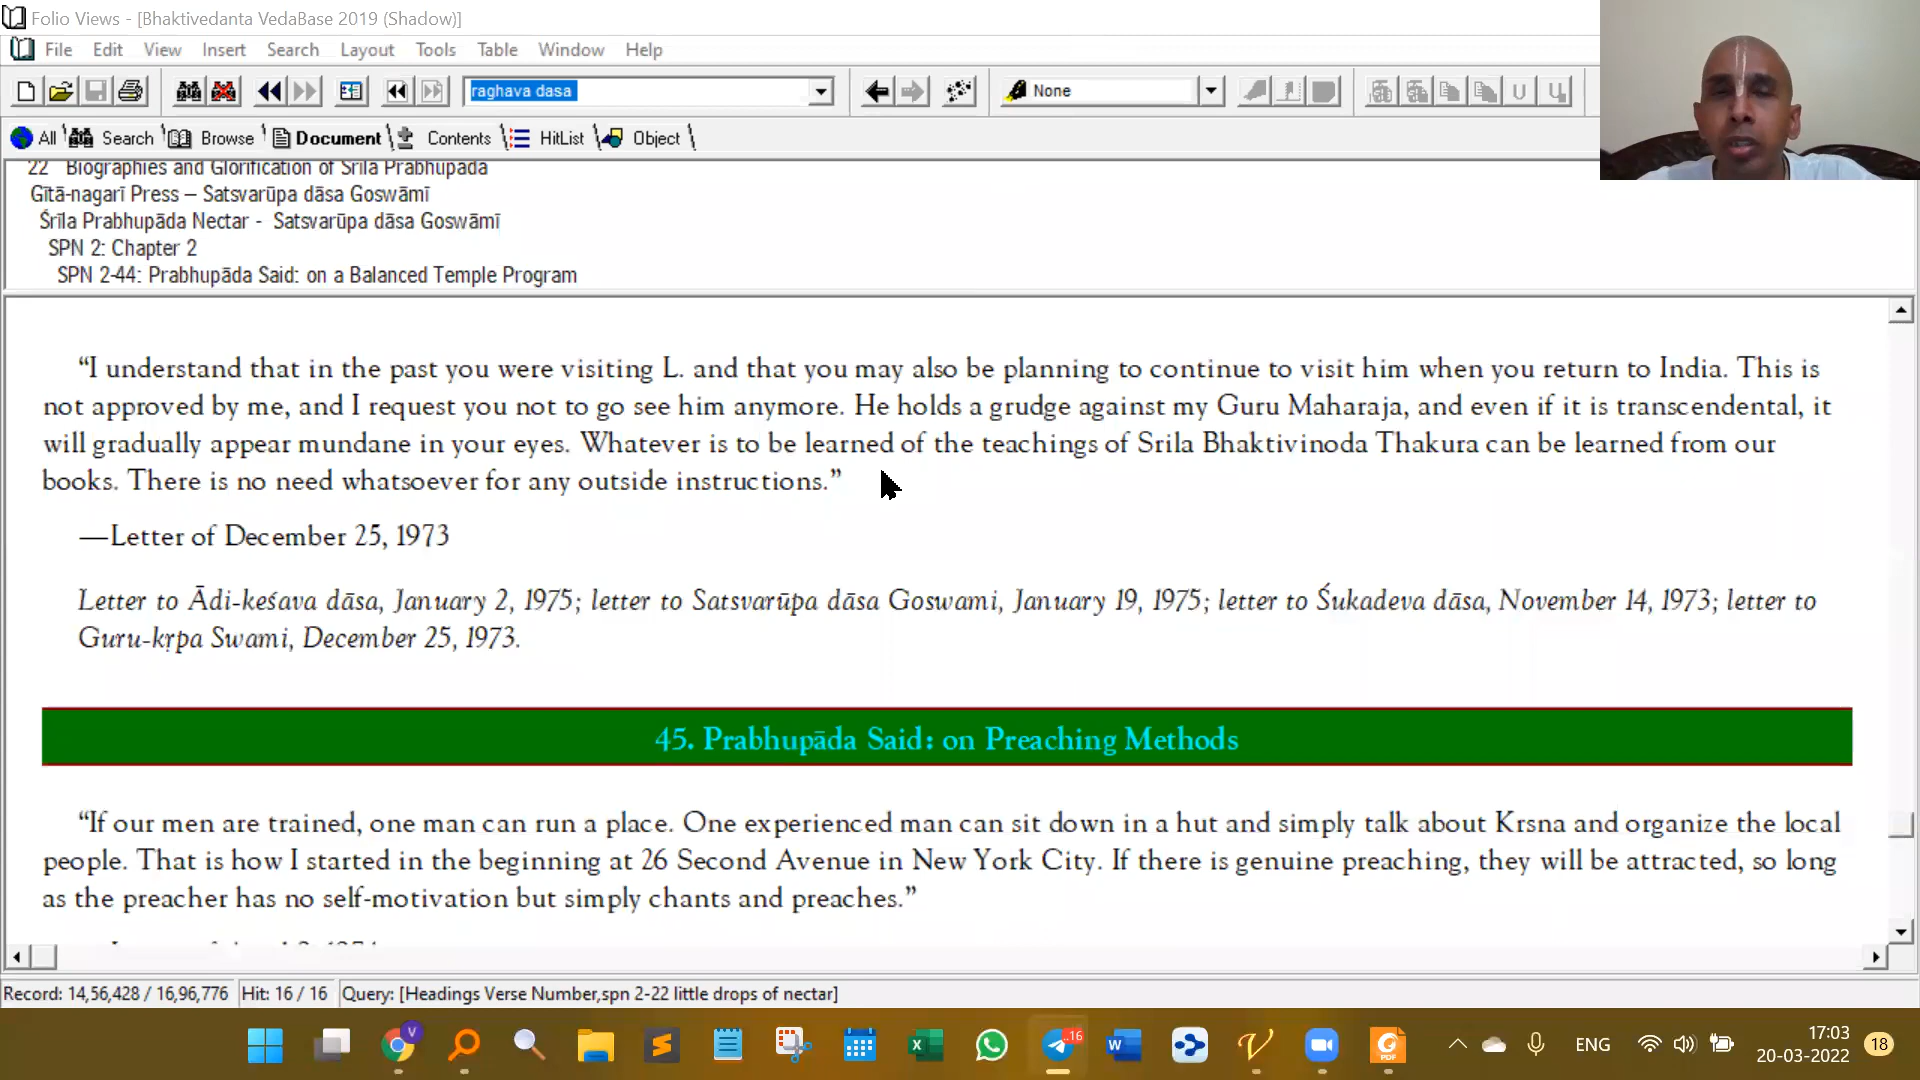 Folio Views - [Bhaktivedanta VedaBase 2019 (Shadow)]
File Edit View Insert Search Layout Tools Table Window Help
raghava dasa
None
All Search Browse Document Contents HitList Object
22 Biographies and Glorification of Śrīla Prabhupāda
Gītā-nagarī Press – Satsvarūpa dāsa Goswāmī
Śrīla Prabhupāda Nectar - Satsvarūpa dāsa Goswāmī
SPN 2: Chapter 2
SPN 2-44: Prabhupāda Said: on a Balanced Temple Program
“I understand that in the past you were visiting L. and that you may also be planning to continue to visit him when you return to India. This is
not approved by me, and I request you not to go see him anymore. He holds a grudge against my Guru Maharaja, and even if it is transcendental, it
will gradually appear mundane in your eyes. Whatever is to be learned of the teachings of Srila Bhaktivinoda Thakura can be learned from our
books. There is no need whatsoever for any outside instructions.”
—Letter of December 25, 1973
Letter to Ādi-keśava dāsa, January 2, 1975; letter to Satsvarūpa dāsa Goswami, January 19, 1975; letter to Śukadeva dāsa, November 14, 1973; letter to
Guru-kṛpa Swami, December 25, 1973.
45. Prabhupāda Said: on Preaching Methods
“If our men are trained, one man can run a place. One experienced man can sit down in a hut and simply talk about Krsna and organize the local
people. That is how I started in the beginning at 26 Second Avenue in New York City. If there is genuine preaching, they will be attracted, so long
as the preacher has no self-motivation but simply chants and preaches.”
Record: 14,56,428 / 16,96,776 Hit: 16 / 16 Query: [Headings Verse Number,spn 2-22 little drops of nectar]
V
..16
ENG
17:03
20-03-2022
18